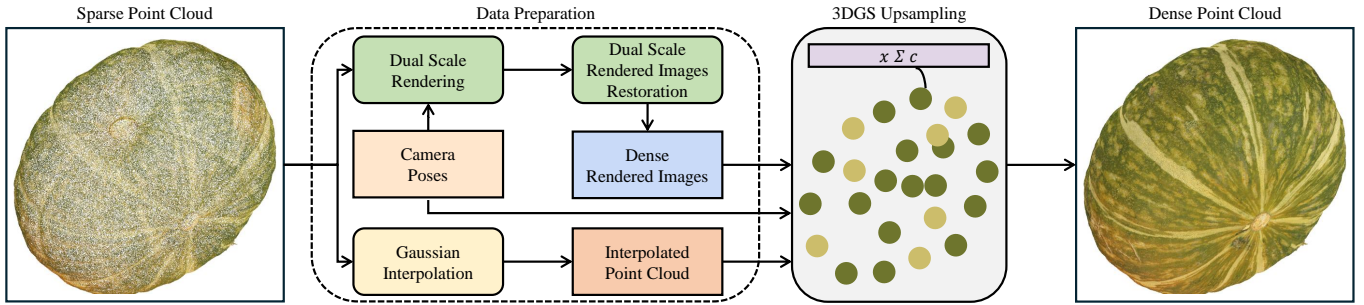 Sparse Point Cloud
Data Preparation
3DGS Upsampling
Dense Point Cloud
Dual Scale
Rendering
Dual Scale
Rendered Images
Restoration
x Σ c
Camera
Poses
Dense
Rendered Images
Gaussian
Interpolation
Interpolated
Point Cloud